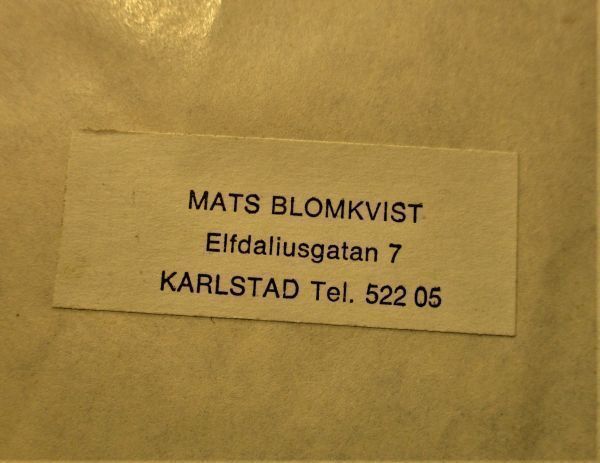 MATS BLOMKVIST
Elfdaliusgatan 7
KARLSTAD Tel. 522 05